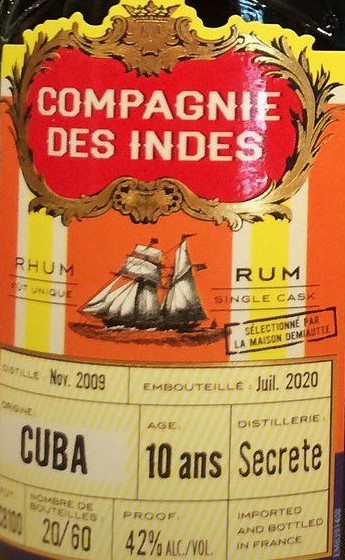 COMPAGNIE
DES INDES
RHUM
FÛT UNIQUE
RUM
SINGLE CASK
SÉLECTIONNÉ PAR
LA MAISON DEMIAUTTE
DISTILLÉ : Nov. 2009
EMBOUTEILLÉ : Juil. 2020
ORIGINE:
CUBA
AGE:
10 ans
DISTILLERIE:
Secrete
NOMBRE DE
BOUTEILLES
20/60
PROOF:
42% ALC./VOL.
IMPORTED
AND BOTTLED
IN FRANCE